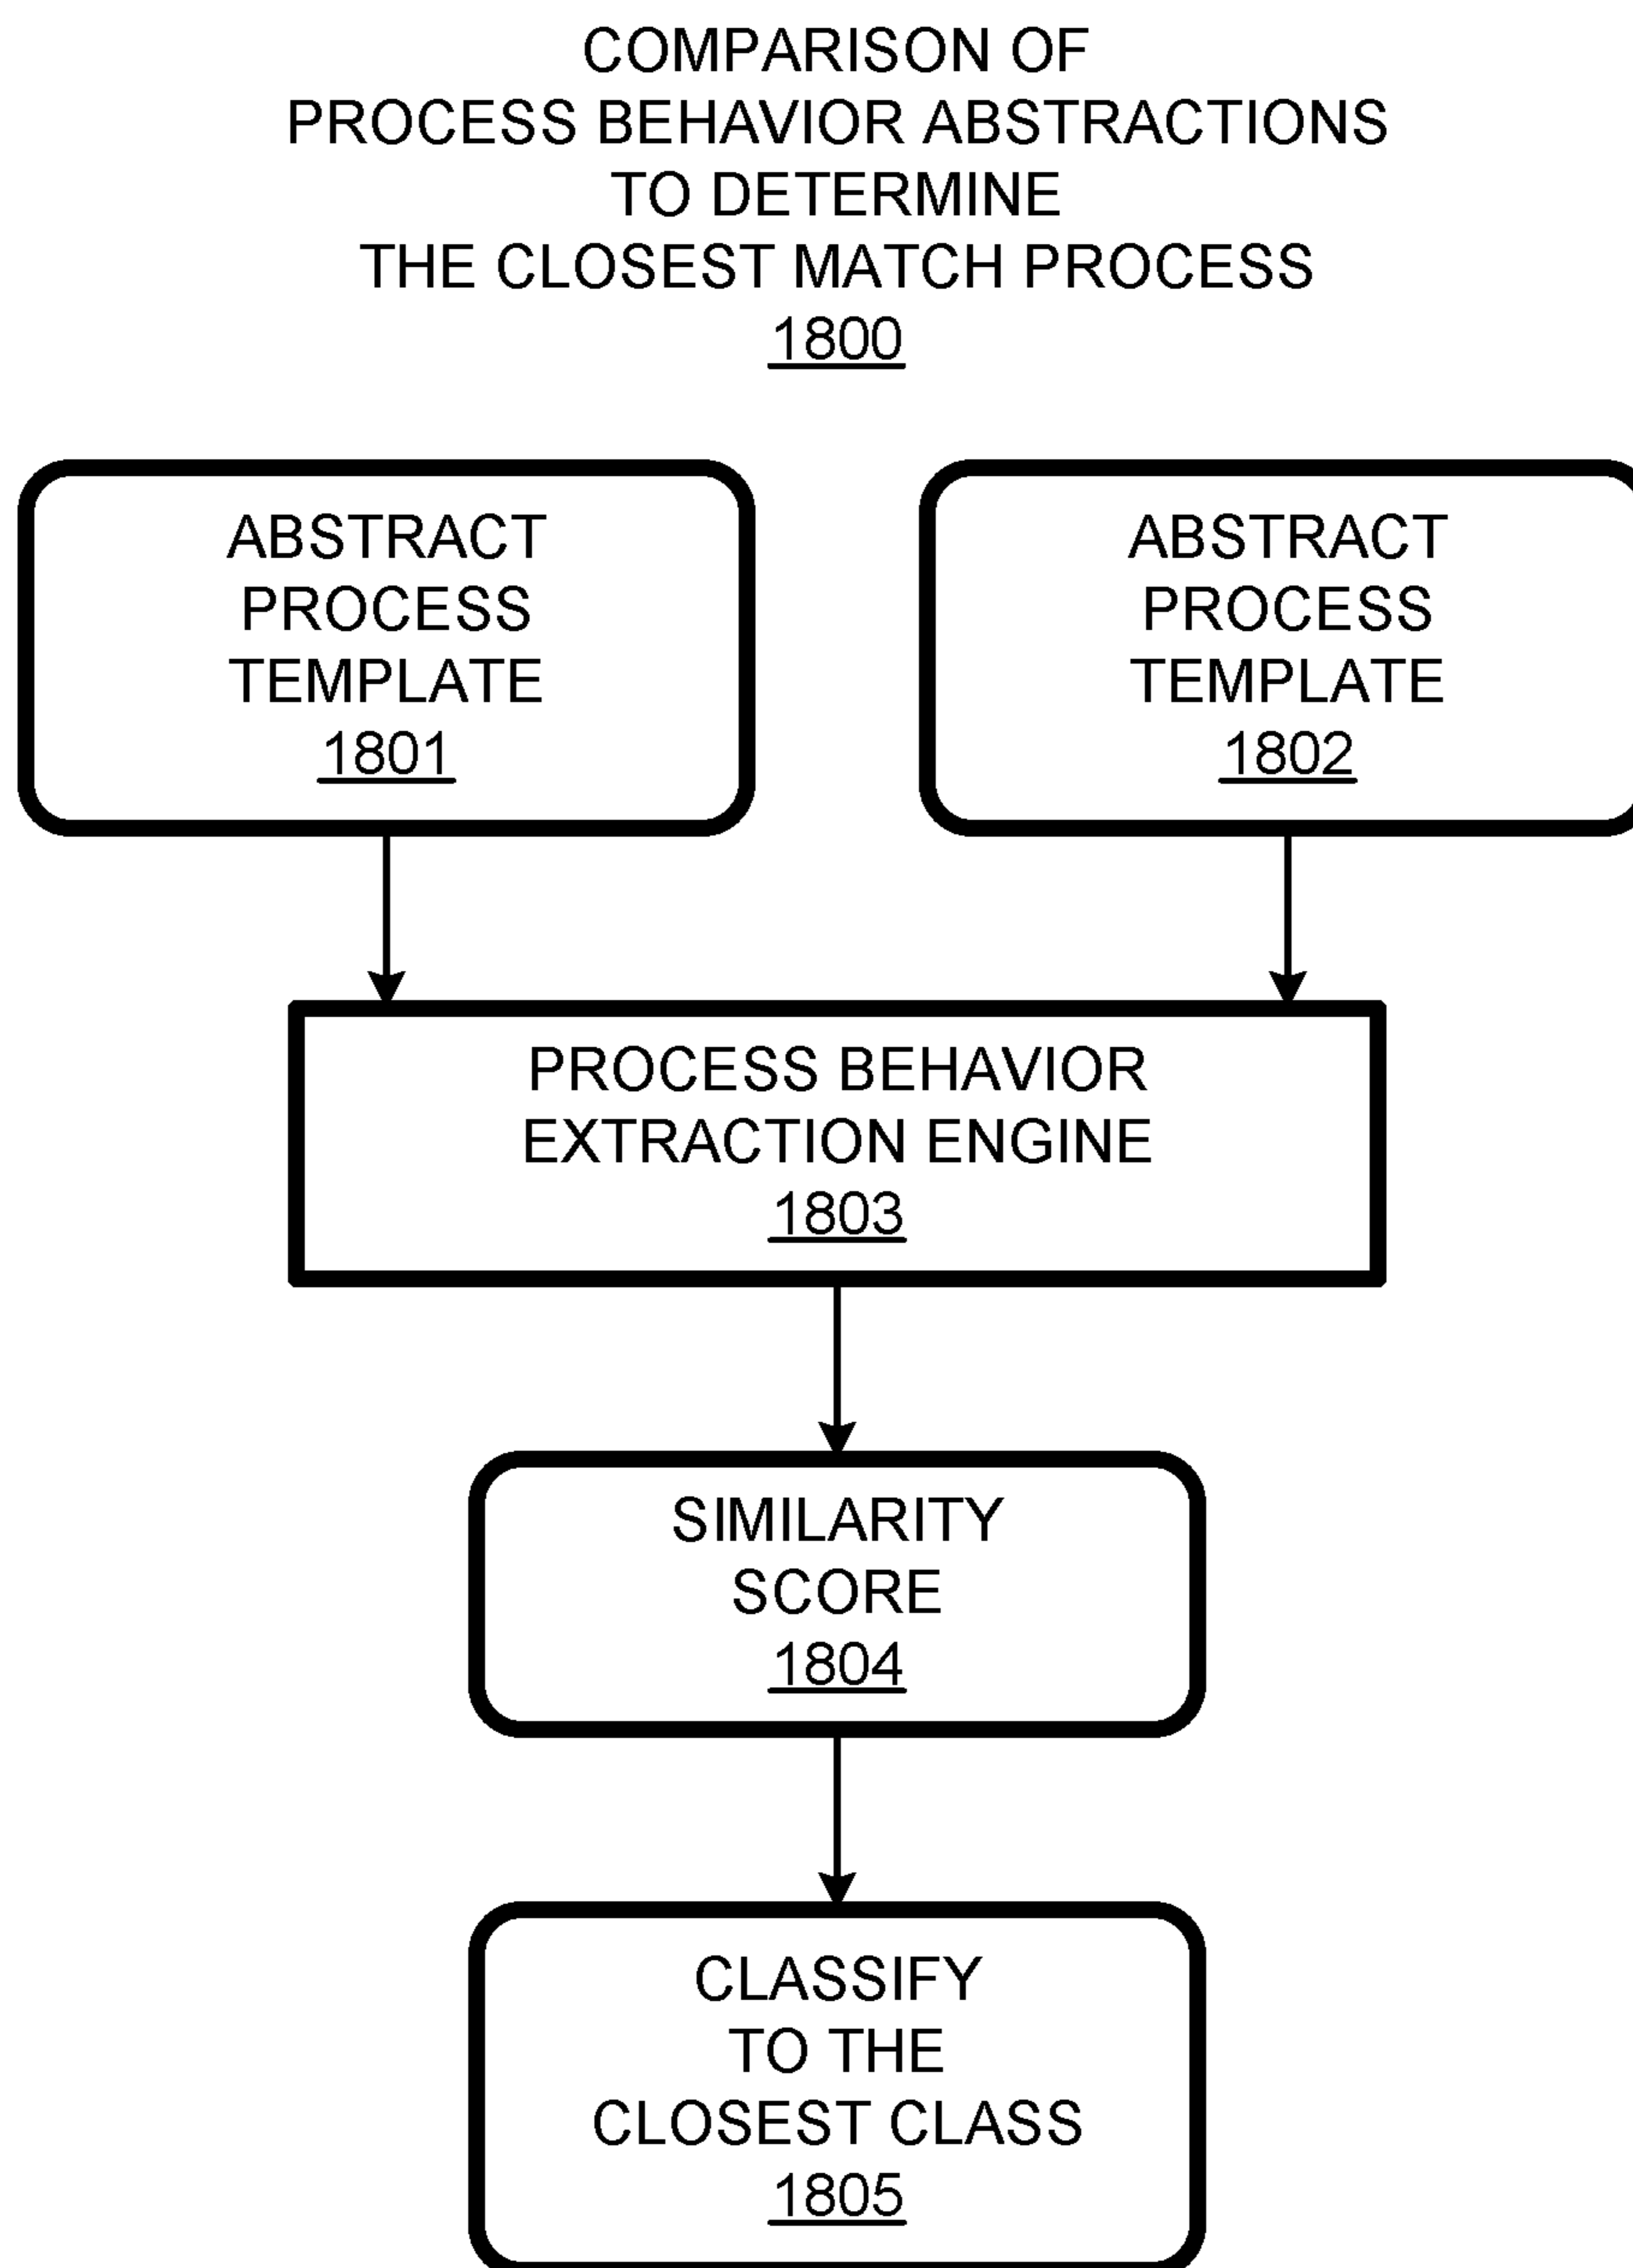 COMPARISON OF
PROCESS BEHAVIOR ABSTRACTIONS
TO DETERMINE
THE CLOSEST MATCH PROCESS
1800
ABSTRACT
PROCESS
TEMPLATE
1801
ABSTRACT
PROCESS
TEMPLATE
1802
PROCESS BEHAVIOR
EXTRACTION ENGINE
1803
SIMILARITY
SCORE
1804
CLASSIFY
TO THE
CLOSEST CLASS
1805